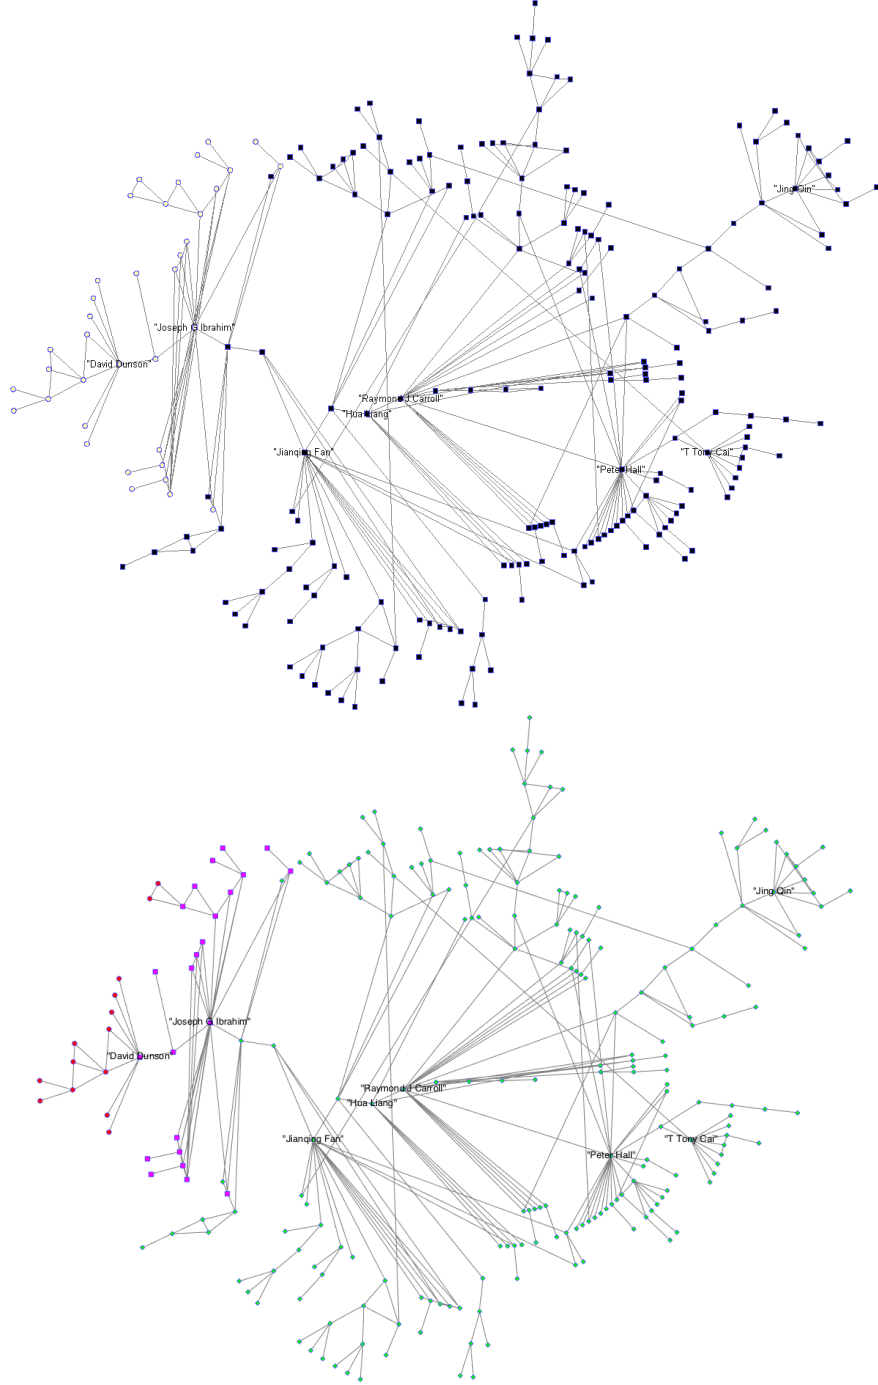 "Jing Qin"
"Joseph G Ibrahim"
"David Dunson"
"Raymond J Carroll"
"Hua Liang"
"Jianqing Fan"
"T Tony Cai"
"Peter Hall"
"Jing Qin"
"Joseph G Ibrahim"
"David Dunson"
"Raymond J Carroll"
"Hua Liang"
"Jianqing Fan"
"T Tony Cai"
"Peter Hall"